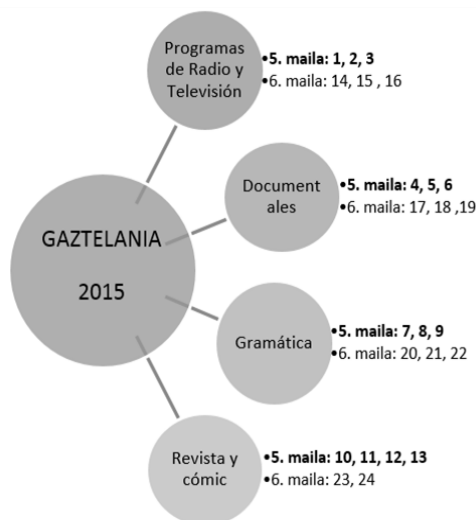 Programas
de Radio y
Televisión
•5. maila: 1, 2, 3
•6. maila: 14, 15 , 16
Document
ales
•5. maila: 4, 5, 6
•6. maila: 17, 18 ,19
GAZTELANIA
2015
Gramática
•5. maila: 7, 8, 9
•6. maila: 20, 21, 22
Revista y
cómic
•5. maila: 10, 11, 12, 13
•6. maila: 23, 24